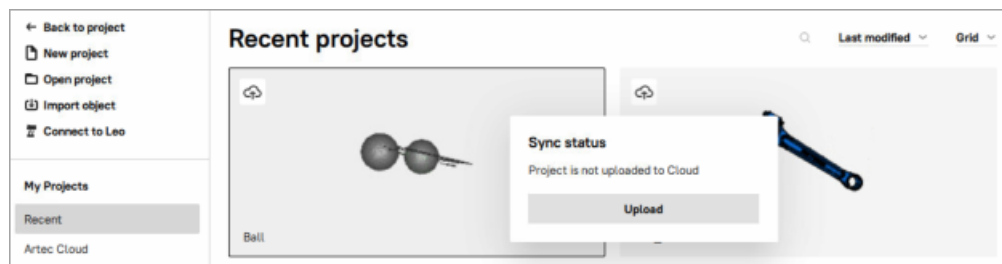 ← Back to project
New project
Open project
Import object
Connect to Leo
My Projects
Recent
Artec Cloud
Recent projects
Last modified
Grid
Ball
Sync status
Project is not uploaded to Cloud
Upload